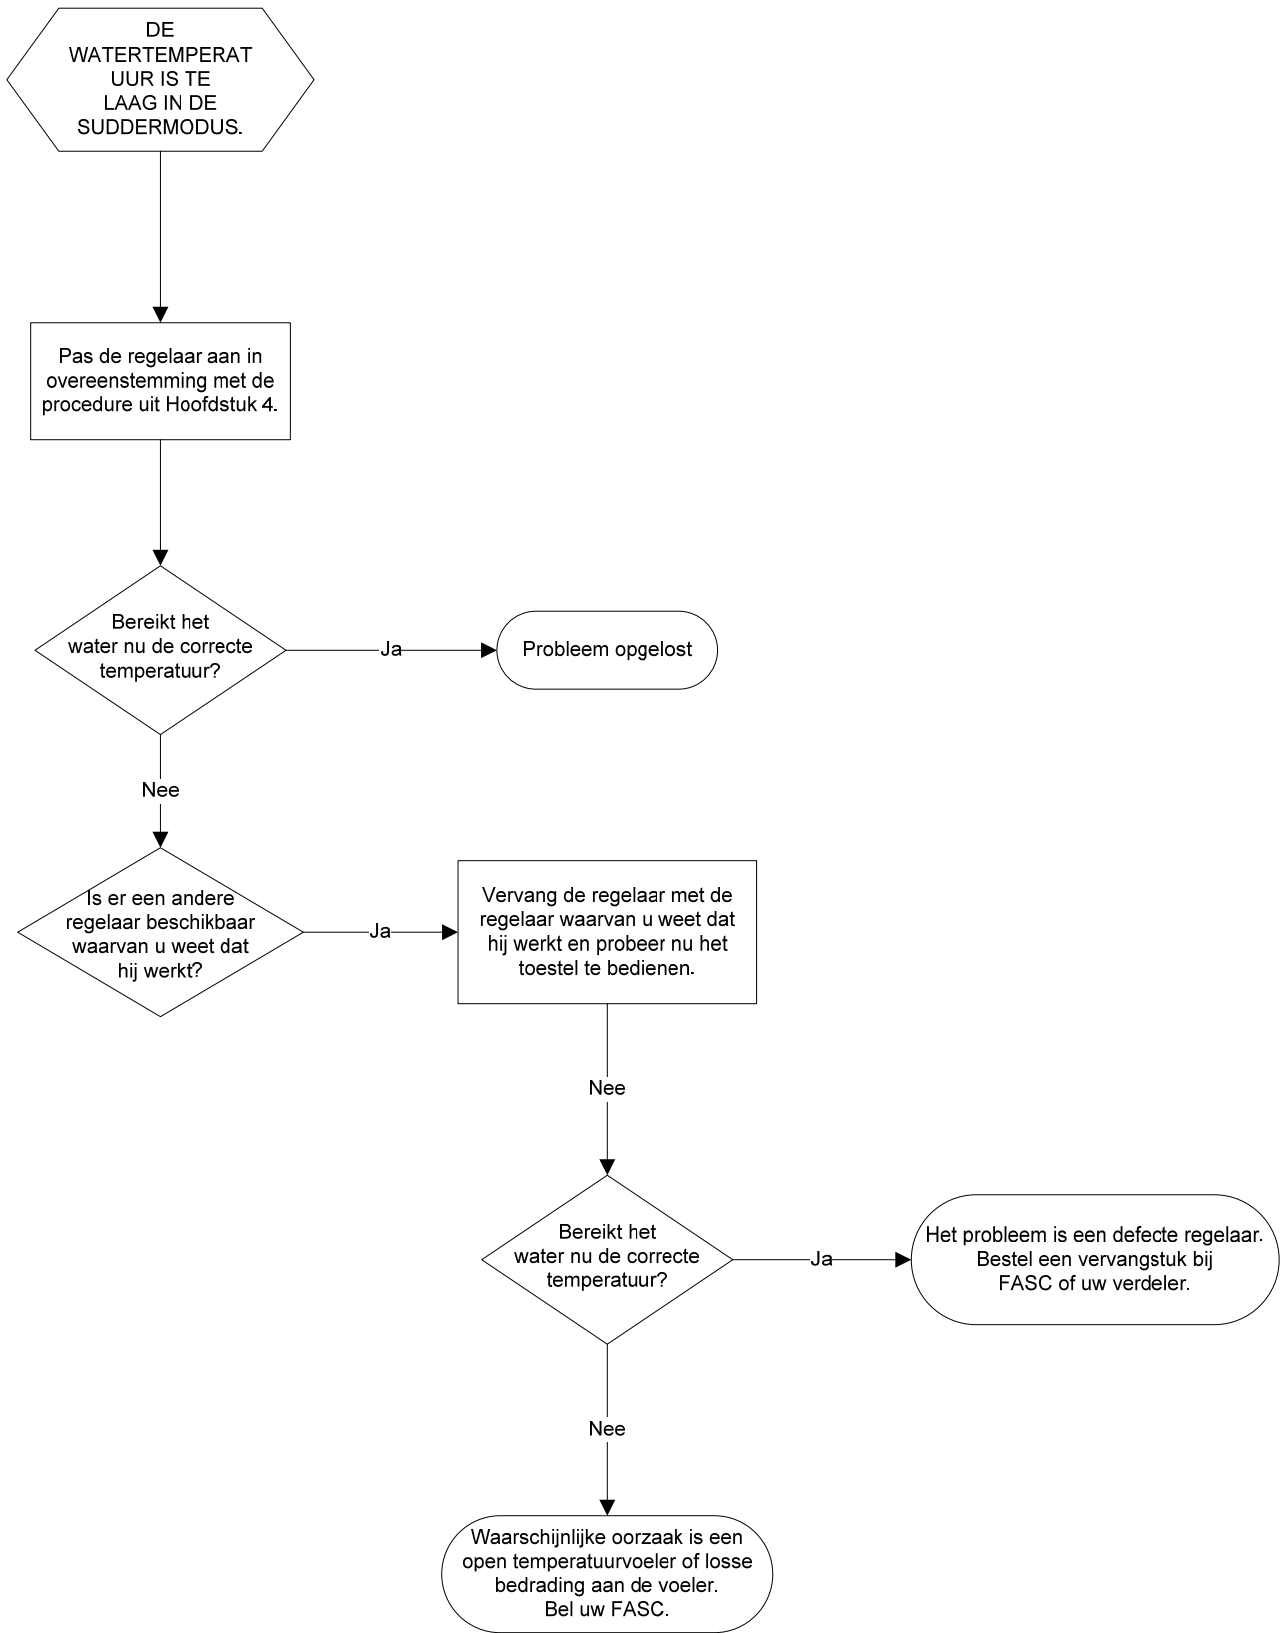 DE
WATERTEMPERAT
UUR IS TE
LAAG IN DE
SUDDERMODUS.
Pas de regelaar aan in
overeenstemming met de
procedure uit Hoofdstuk 4.
Bereikt het
water nu de correcte
temperatuur?
Ja
Probleem opgelost
Nee
Is er een andere
regelaar beschikbaar
waarvan u weet dat
hij werkt?
Ja
Vervang de regelaar met de
regelaar waarvan u weet dat
hij werkt en probeer nu het
toestel te bedienen.
Nee
Bereikt het
water nu de correcte
temperatuur?
Ja
Het probleem is een defecte regelaar.
Bestel een vervangstuk bij
FASC of uw verdeler.
Nee
Waarschijnlijke oorzaak is een
open temperatuurvoeler of losse
bedrading aan de voeler.
Bel uw FASC.